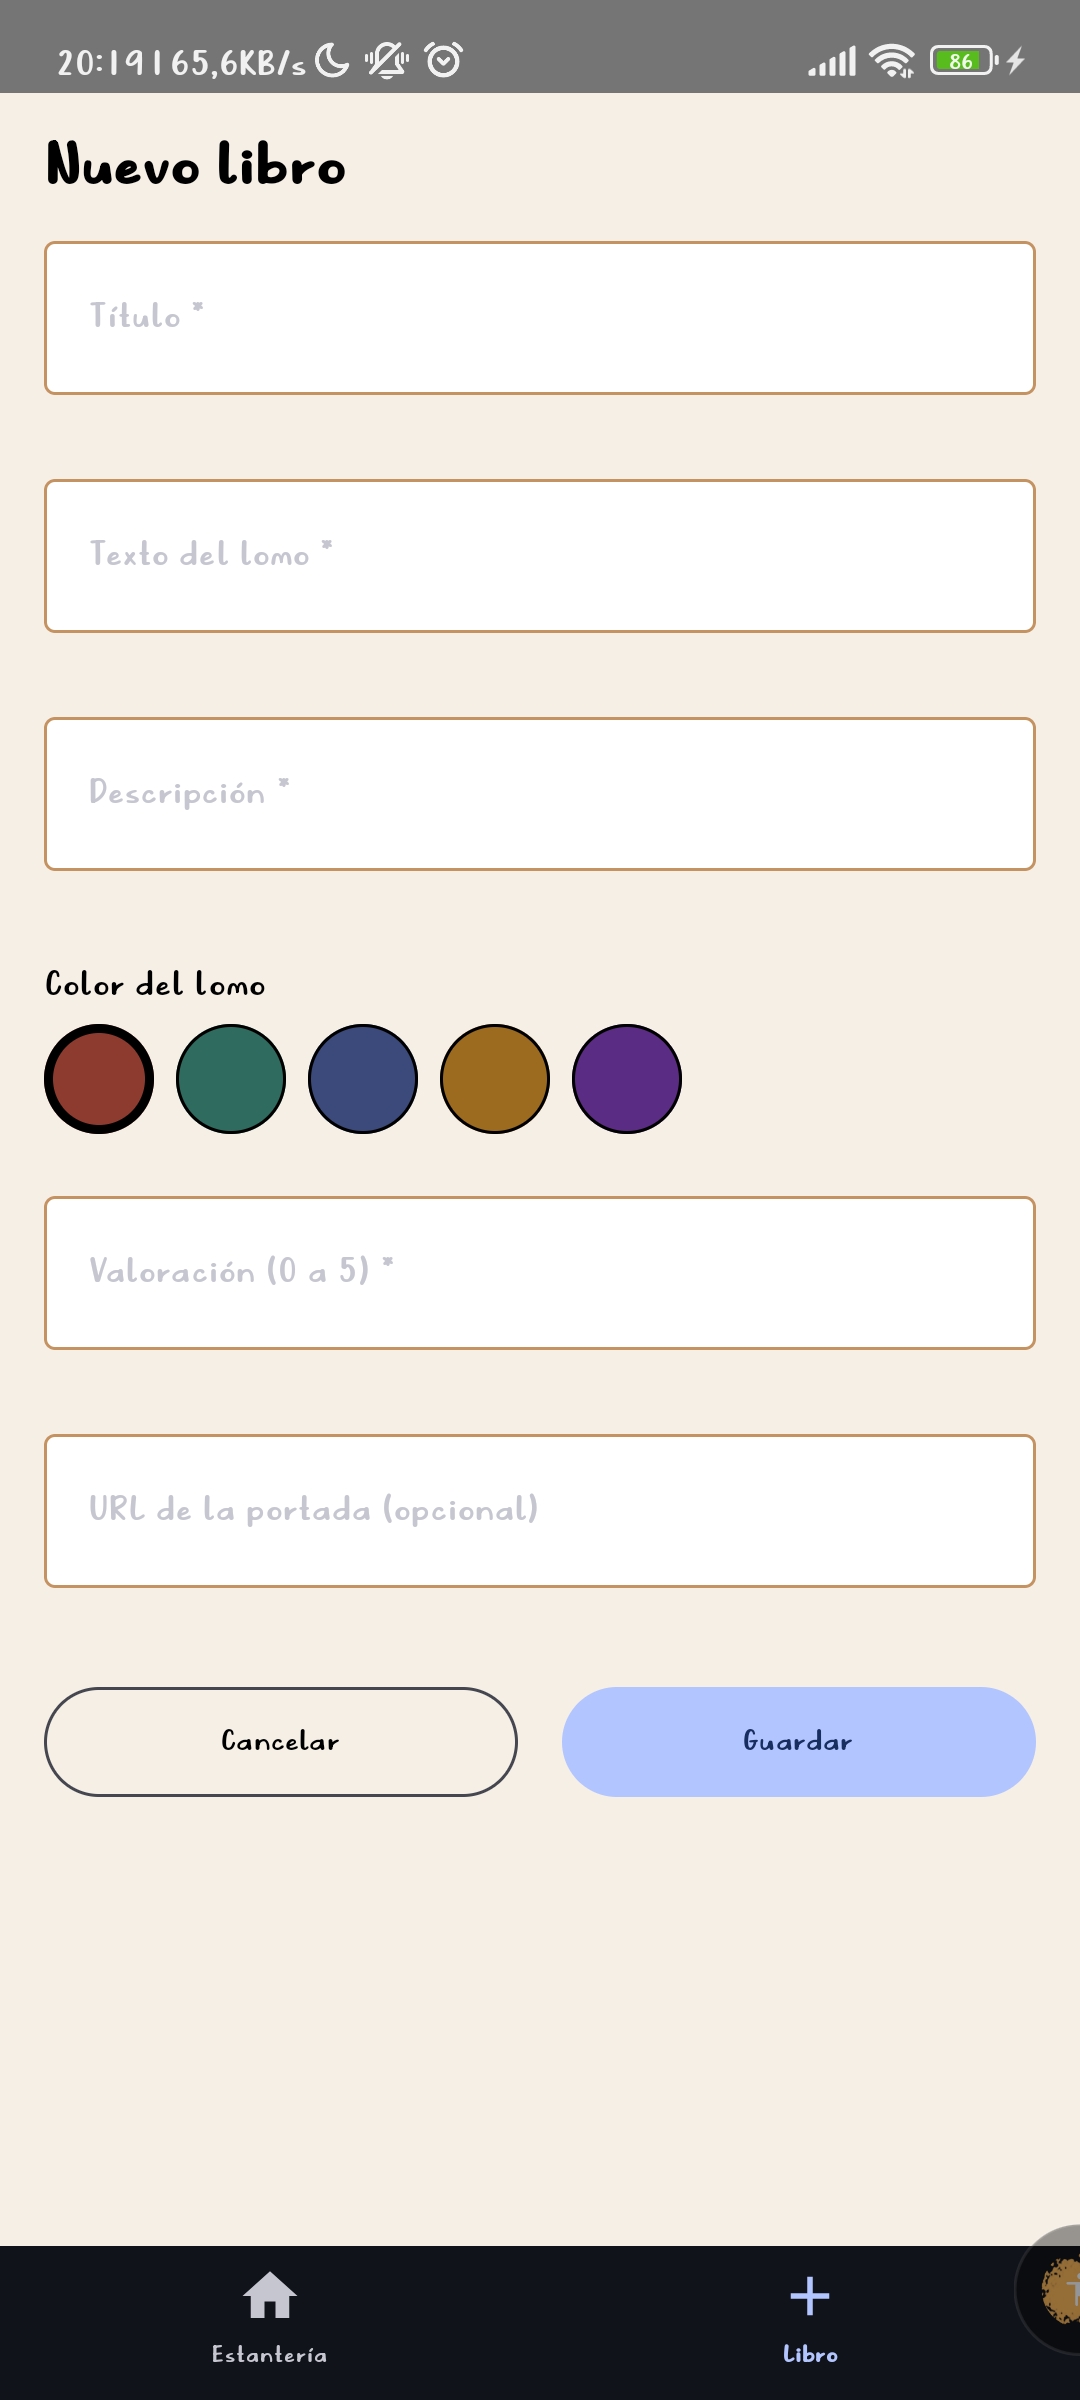 20:19 165,6KB/s 86
Nuevo libro
Título *
Texto del lomo *
Descripción *
Color del lomo
Valoración (0 a 5) *
URL de la portada (opcional)
Cancelar Guardar
Estantería Libro